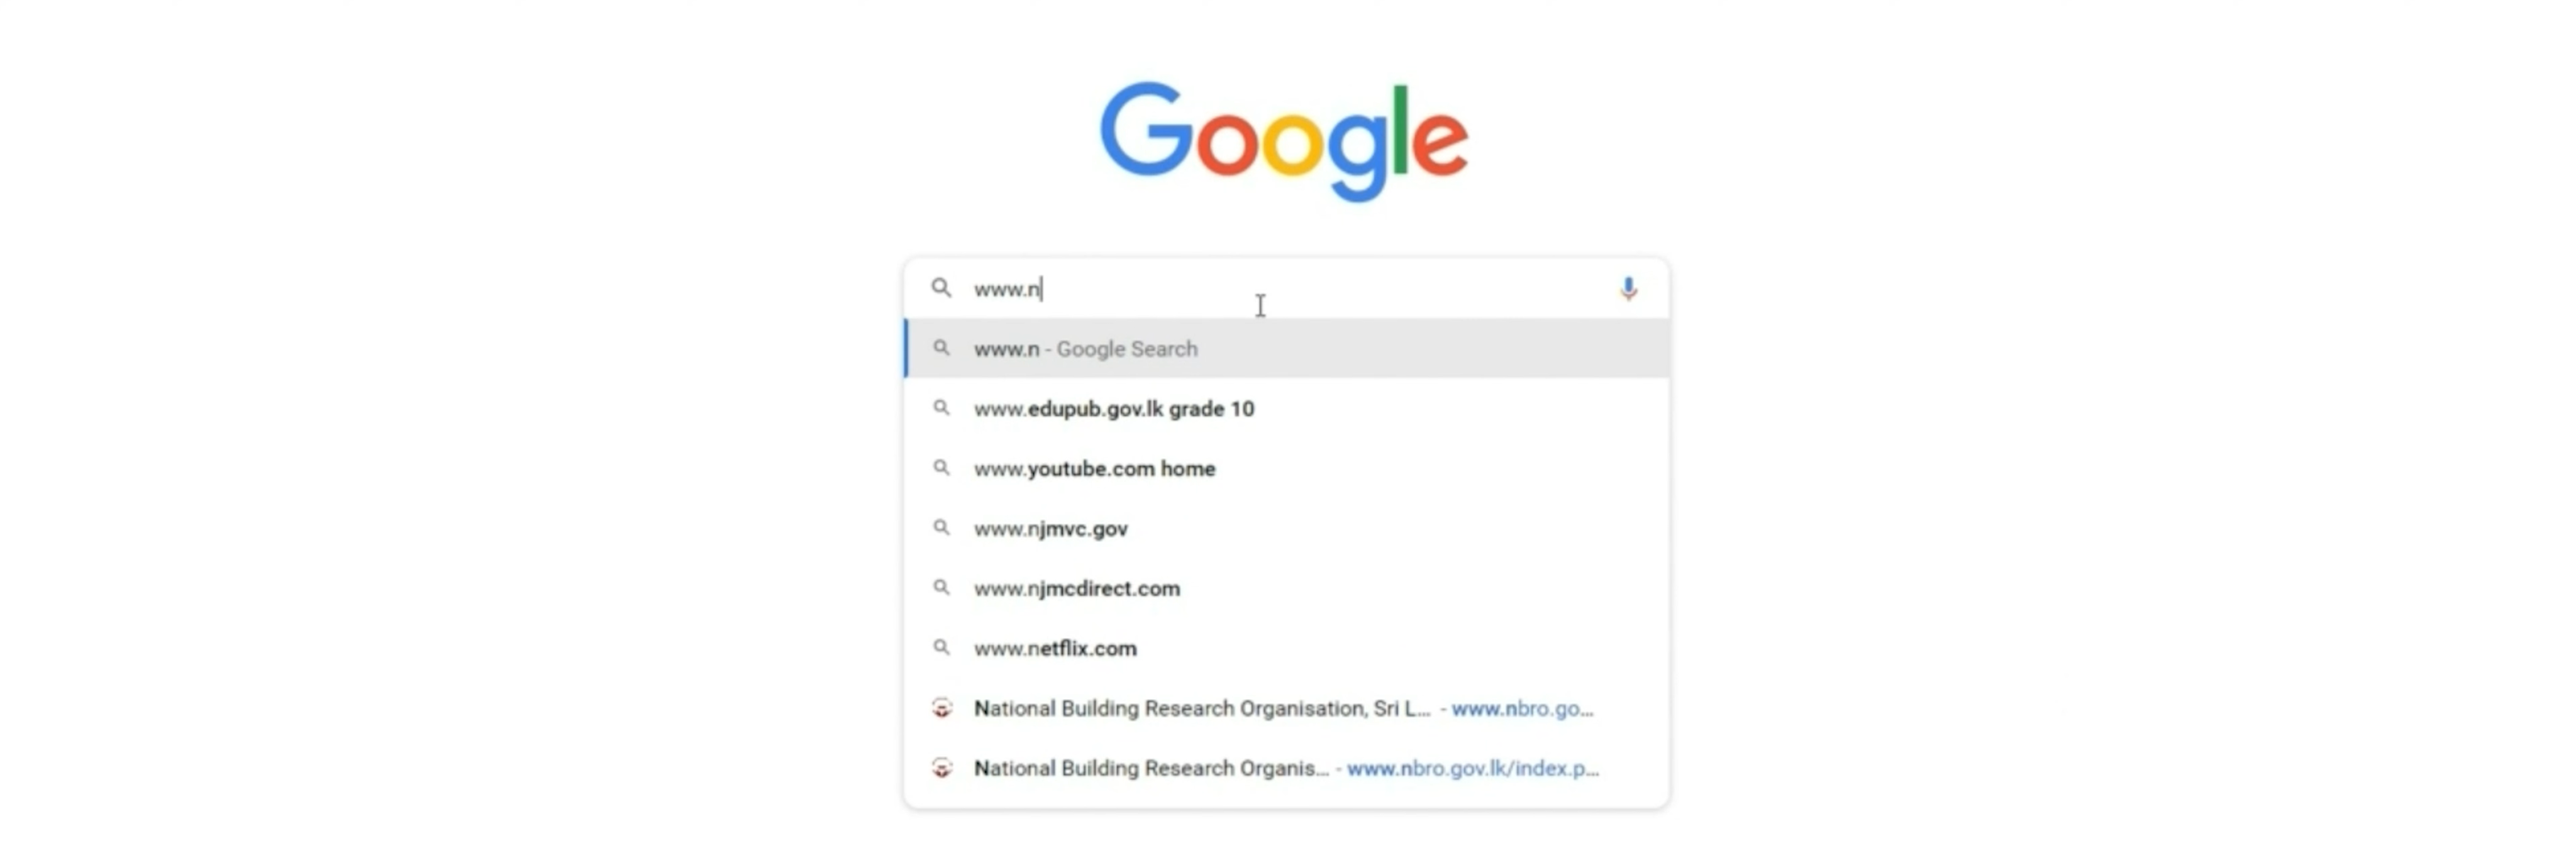 Google
www.n
www.n - Google Search
www.edupub.gov.lk grade 10
www.youtube.com home
www.njmvc.gov
www.njmcdirect.com
www.netflix.com
National Building Research Organisation, Sri L... - www.nbro.go...
National Building Research Organis... - www.nbro.gov.lk/index.p...